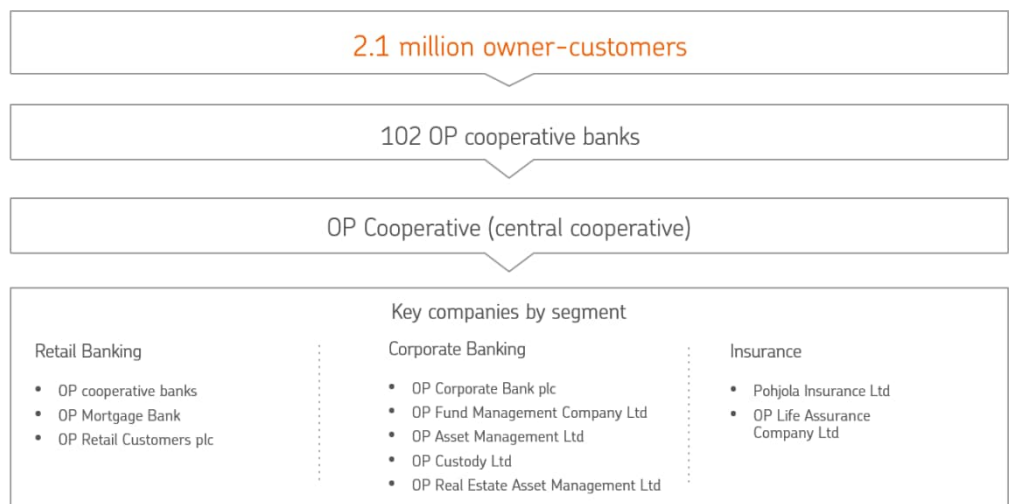 2.1 million owner-customers
102 OP cooperative banks
OP Cooperative (central cooperative)
Key companies by segment
Retail Banking
• OP cooperative banks
• OP Mortgage Bank
• OP Retail Customers plc
Corporate Banking
• OP Corporate Bank plc
• OP Fund Management Company Ltd
• OP Asset Management Ltd
• OP Custody Ltd
• OP Real Estate Asset Management Ltd
Insurance
• Pohjola Insurance Ltd
• OP Life Assurance
Company Ltd